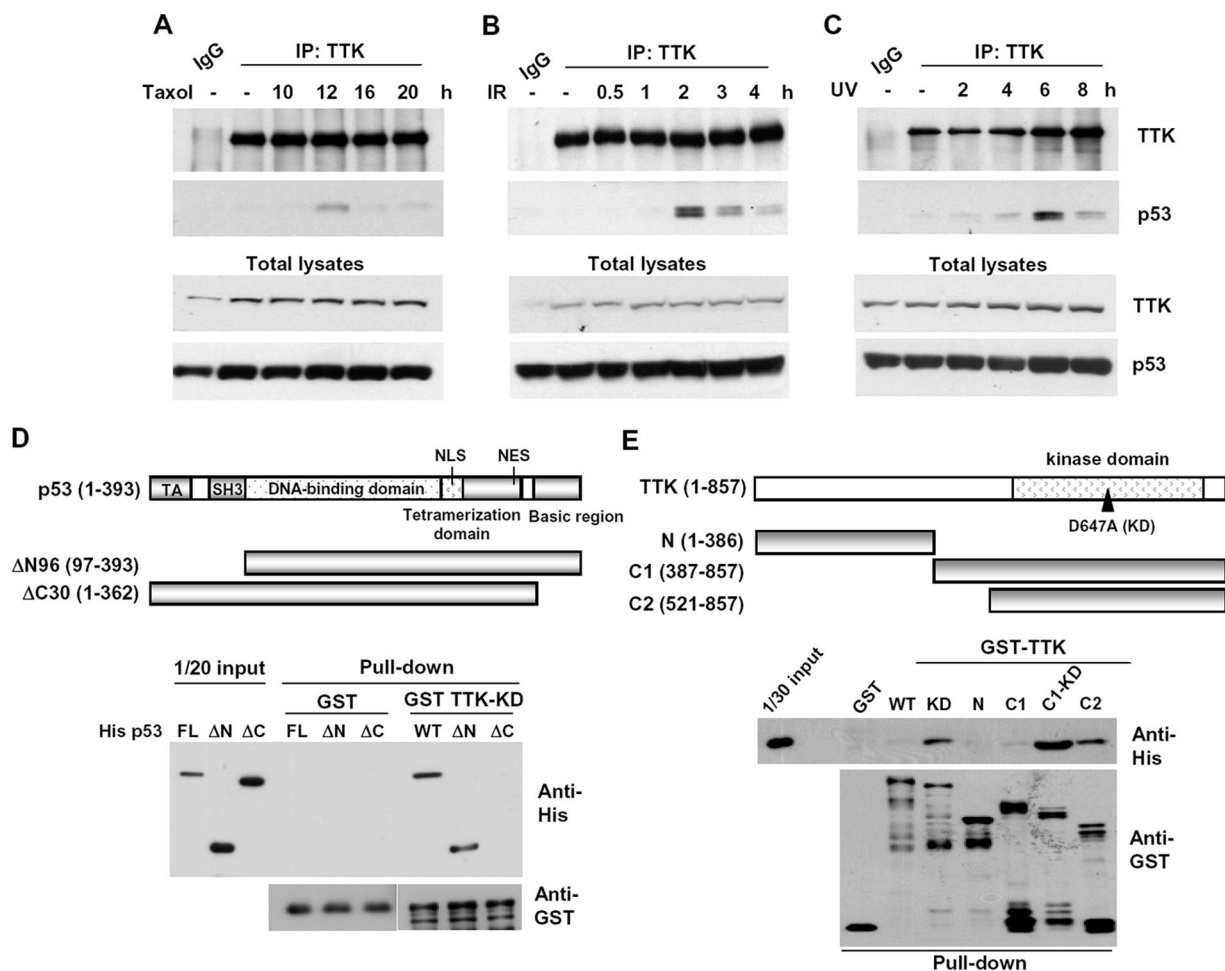 A
IgG
IP: TTK
Taxol - - 10 12 16 20 h
B
IgG
IP: TTK
IR - - 0.5 1 2 3 4 h
C
IgG
IP: TTK
UV - - 2 4 6 8 h
TTK
p53
Total lysates
Total lysates
Total lysates
TTK
p53
D
NLS
NES
p53 (1-393)
TA
SH3
DNA-binding domain
Tetramerization domain
Basic region
ΔN96 (97-393)
ΔC30 (1-362)
1/20 input
Pull-down
GST
GST TTK-KD
His p53 FL ΔN ΔC FL ΔN ΔC WT ΔN ΔC
Anti-His
Anti-GST
E
kinase domain
TTK (1-857)
D647A (KD)
N (1-386)
C1 (387-857)
C2 (521-857)
GST-TTK
1/30 input GST WT KD N C1 C1-KD C2
Anti-His
Anti-GST
Pull-down